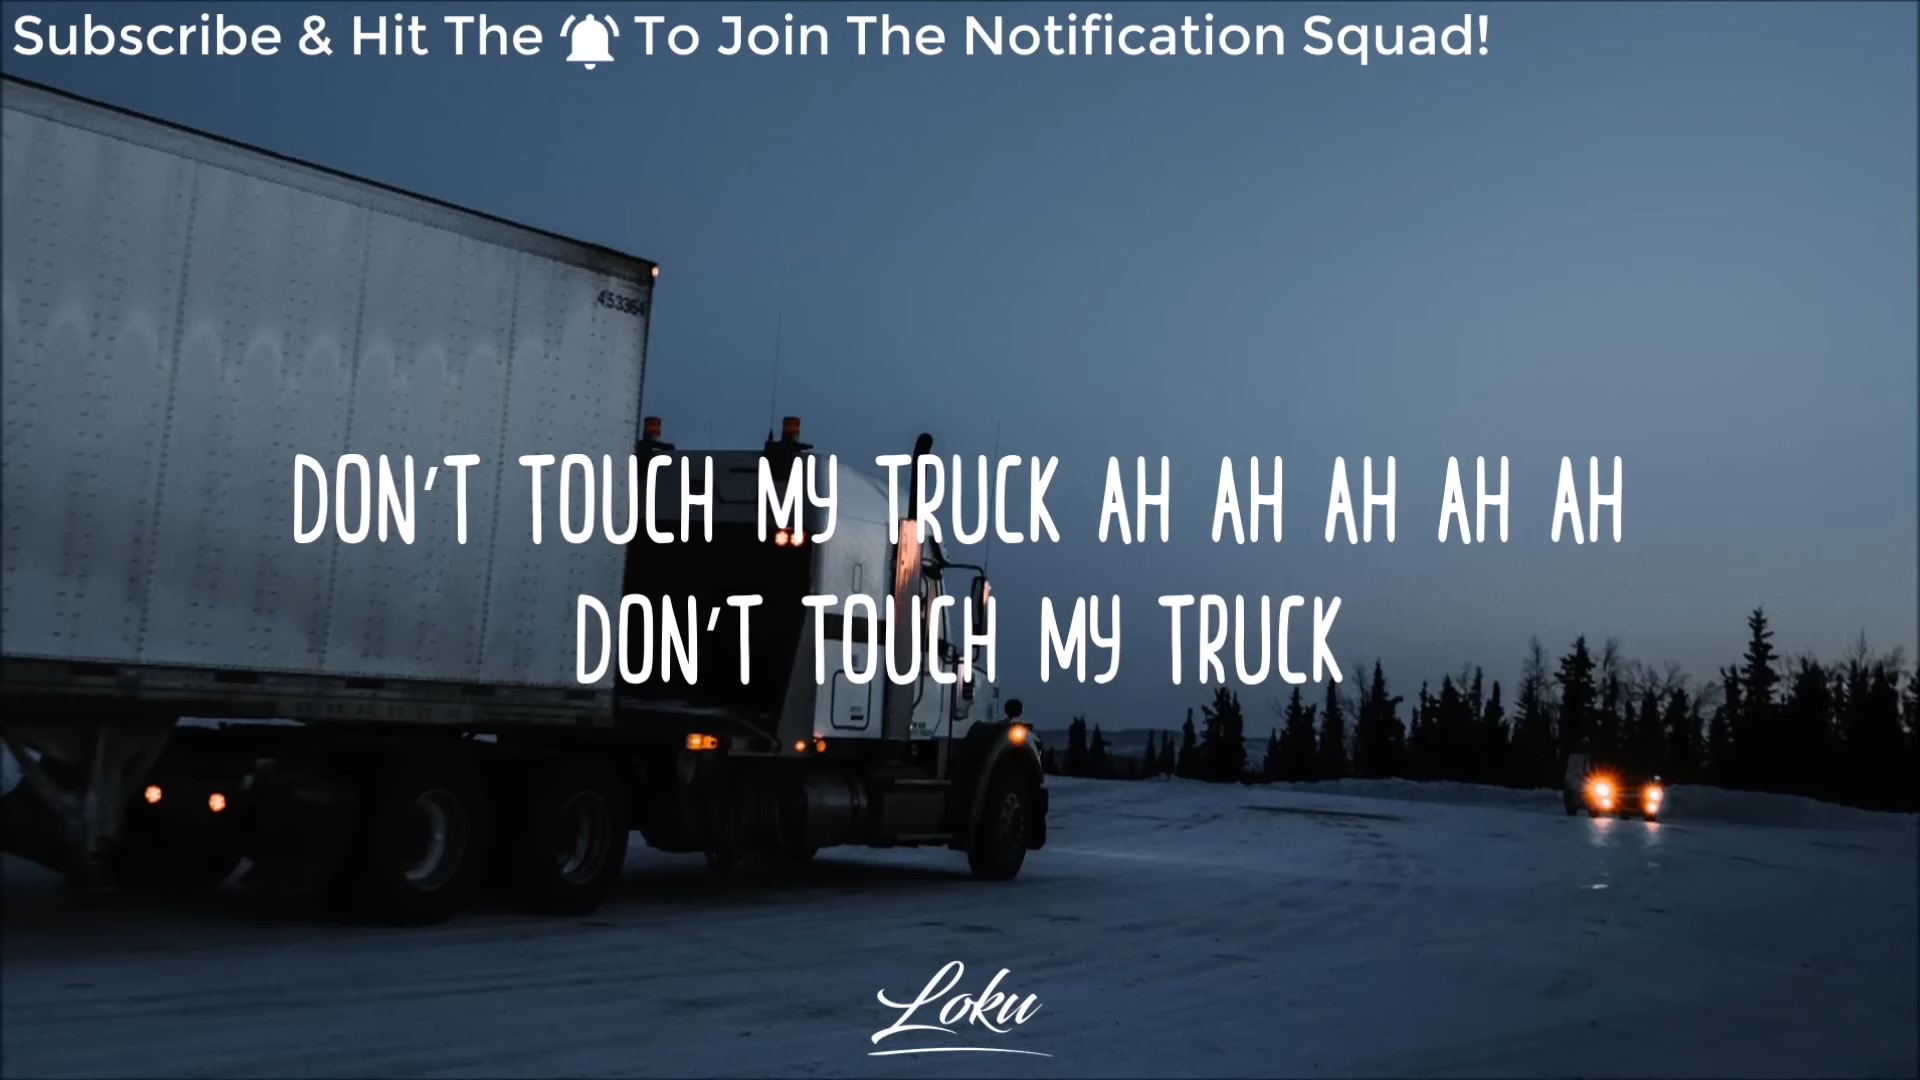 Subscribe & Hit The 🔔 To Join The Notification Squad!
453364
DON'T TOUCH MY TRUCK AH AH AH AH AH
DON'T TOUCH MY TRUCK
Loku